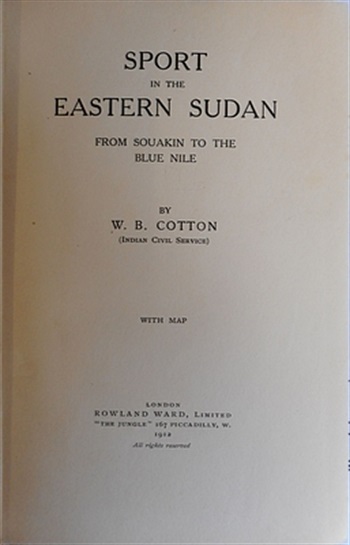 SPORT
IN THE
EASTERN SUDAN
FROM SOUAKIN TO THE
BLUE NILE
BY
W. B. COTTON
(INDIAN CIVIL SERVICE)
WITH MAP
LONDON
ROWLAND WARD, LIMITED
"THE JUNGLE" 167 PICCADILLY, W.
1912
All rights reserved